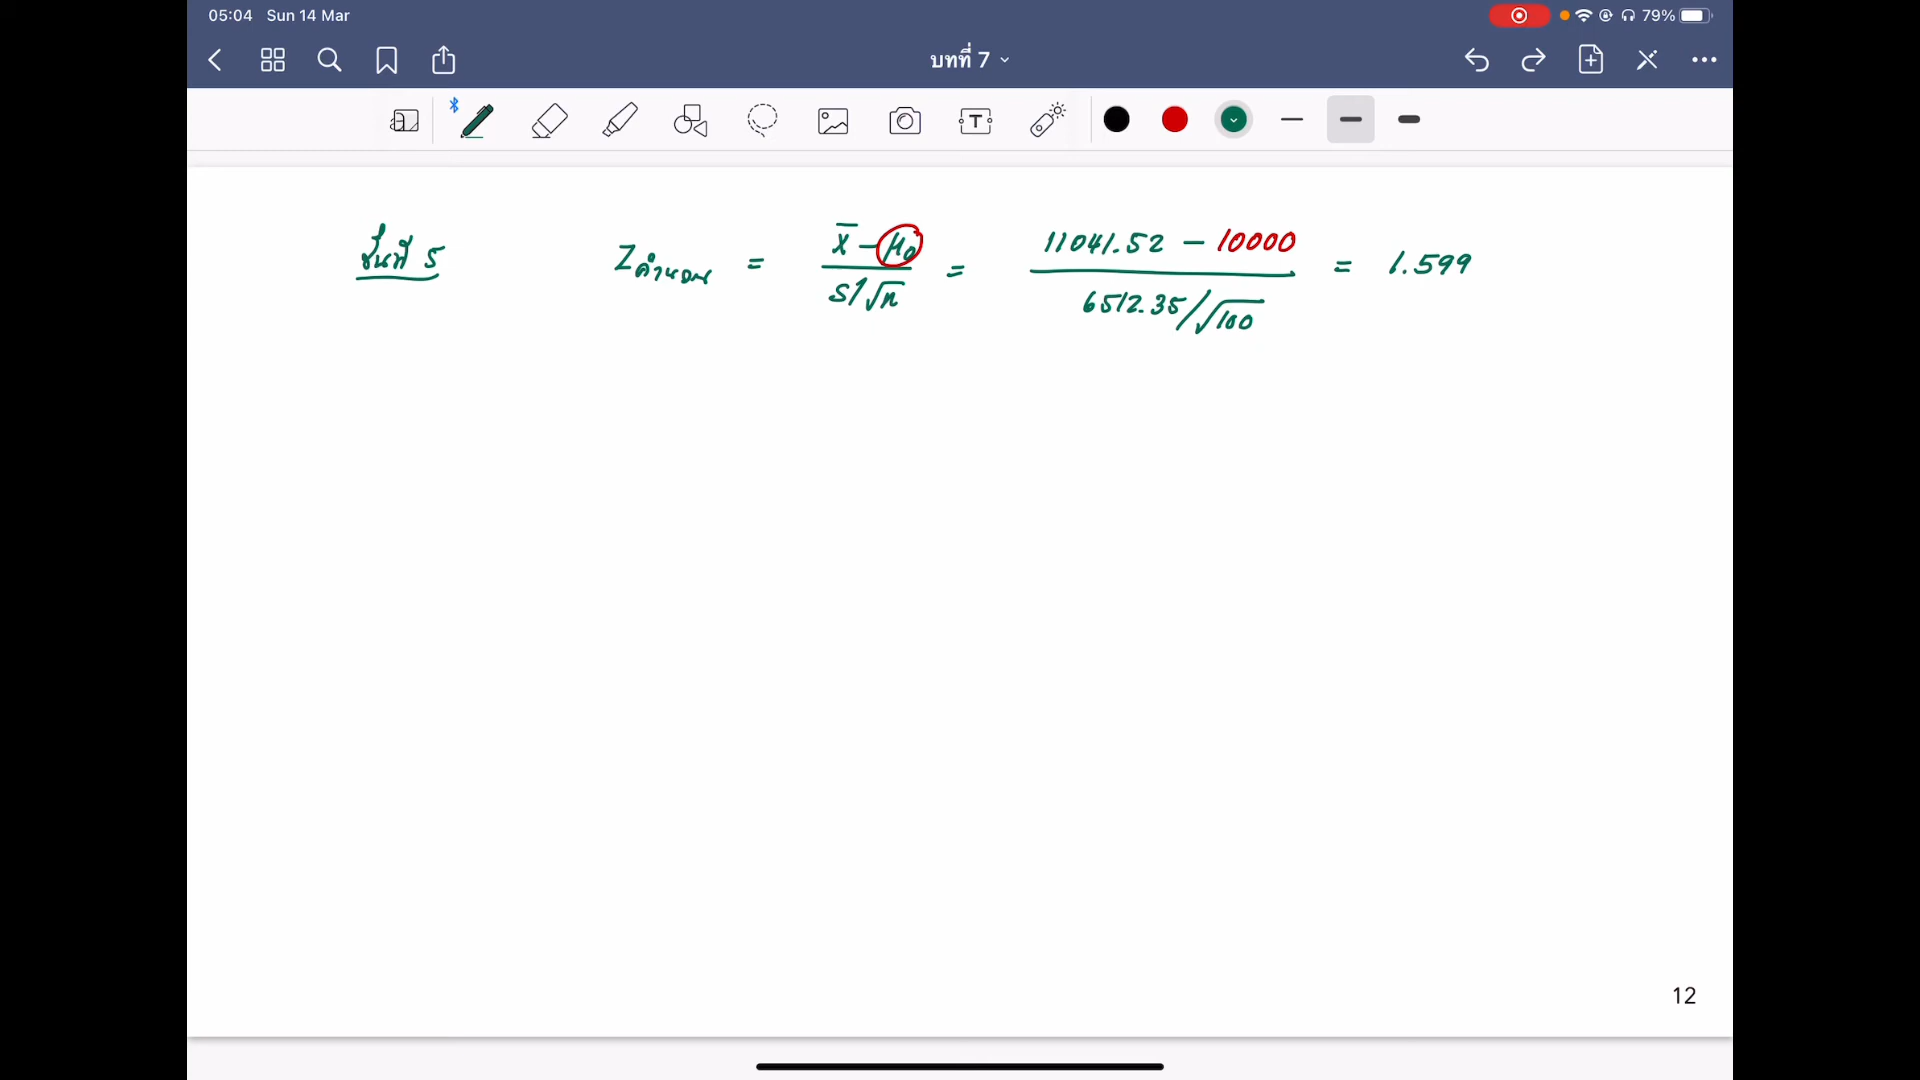 05:04 Sun 14 Mar 79%
บทที่ 7
a T
ขั้นที่ 5 Zคำนวณ = x̄ - μ₀ / s/√n = 11041.52 - 10000 / 6512.35/√100 = 1.599
12